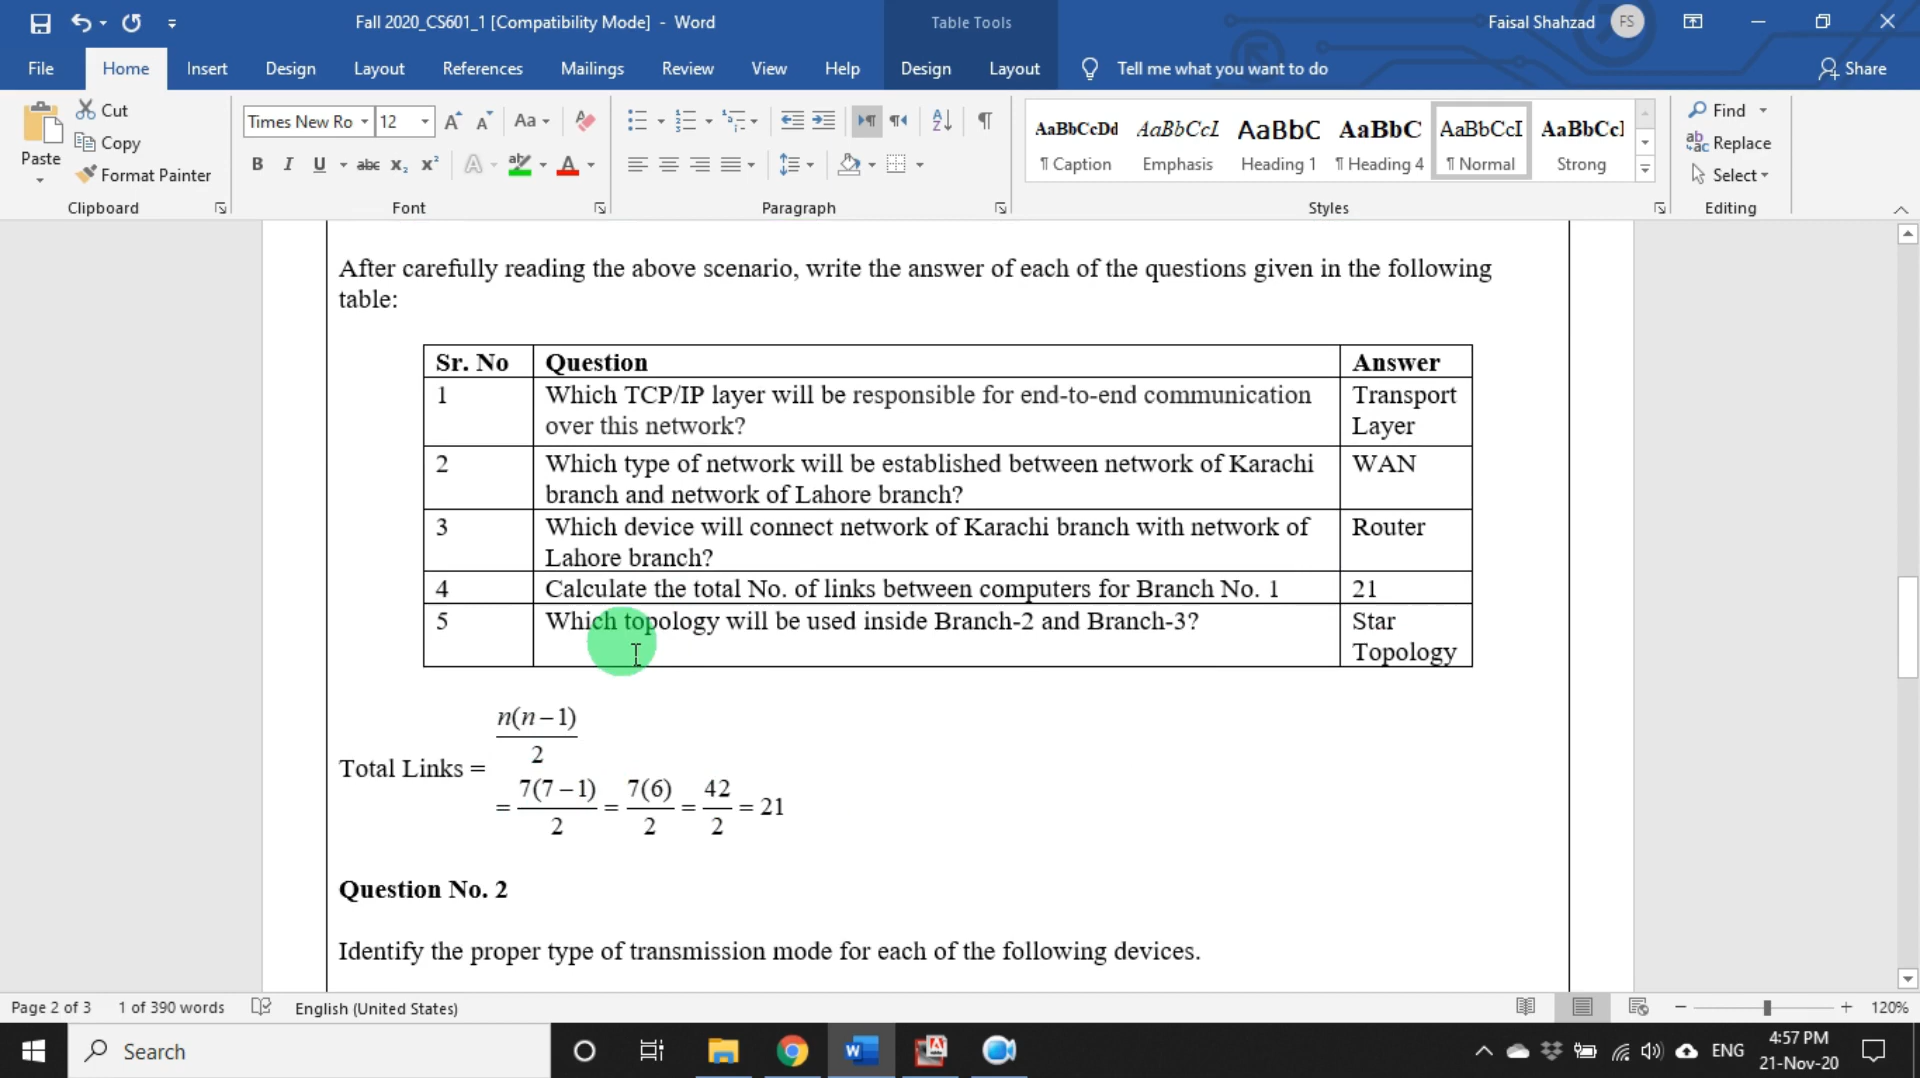 Fall 2020_CS601_1 [Compatibility Mode] - Word
Table Tools
Faisal Shahzad
FS
File
Home
Insert
Design
Layout
References
Mailings
Review
View
Help
Design
Layout
Tell me what you want to do
Share
Paste
Cut
Copy
Format Painter
Clipboard
Times New Ro
12
Aa
B I U abc x₂ x²
Font
Paragraph
AaBbCcDd
¶ Caption
AaBbCcI
Emphasis
AaBbC
Heading 1
AaBbC
¶ Heading 4
AaBbCcI
¶ Normal
AaBbCcI
Strong
Styles
Find
Replace
Select
Editing
After carefully reading the above scenario, write the answer of each of the questions given in the following
table:
Sr. No Question Answer
1 Which TCP/IP layer will be responsible for end-to-end communication Transport
over this network? Layer
2 Which type of network will be established between network of Karachi WAN
branch and network of Lahore branch?
3 Which device will connect network of Karachi branch with network of Router
Lahore branch?
4 Calculate the total No. of links between computers for Branch No. 1 21
5 Which topology will be used inside Branch-2 and Branch-3? Star
Topology
n(n – 1)
2
Total Links =
= 7(7 – 1)/2 = 7(6)/2 = 42/2 = 21
Question No. 2
Identify the proper type of transmission mode for each of the following devices.
Page 2 of 3
1 of 390 words
English (United States)
120%
Search
ENG
4:57 PM
21-Nov-20